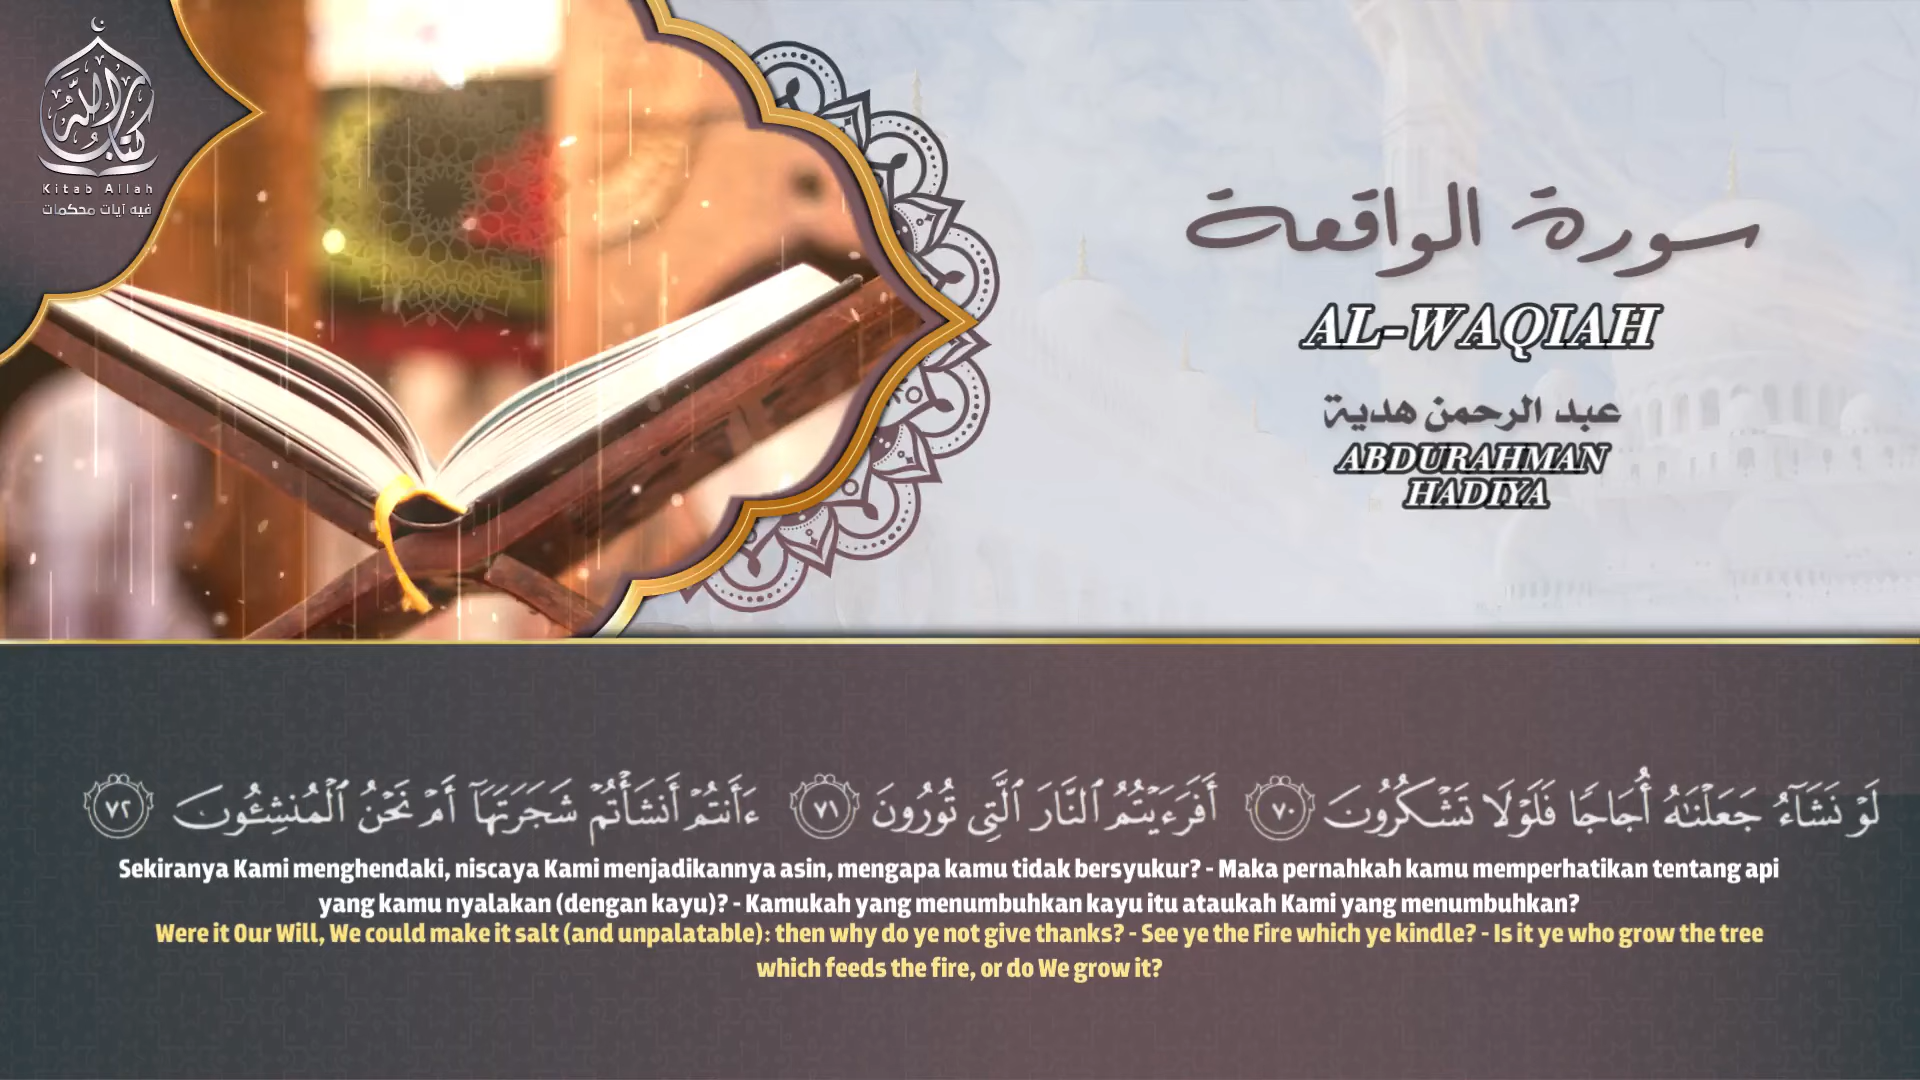 كتاب الله
Kitab Allah
فيه آيات محكمات
سورة الواقعة
AL-WAQIAH
عبد الرحمن هدية
ABDURAHMAN
HADIYA
لَوْ نَشَآءُ جَعَلْنَٰهُ أُجَاجًا فَلَوْلَا تَشْكُرُونَ ٧٠ أَفَرَءَيْتُمُ ٱلنَّارَ ٱلَّتِى تُورُونَ ٧١ ءَأَنتُمْ أَنشَأْتُمْ شَجَرَتَهَآ أَمْ نَحْنُ ٱلْمُنشِـُٔونَ ٧٢
Sekiranya Kami menghendaki, niscaya Kami menjadikannya asin, mengapa kamu tidak bersyukur? - Maka pernahkah kamu memperhatikan tentang api
yang kamu nyalakan (dengan kayu)? - Kamukah yang menumbuhkan kayu itu ataukah Kami yang menumbuhkan?
Were it Our Will, We could make it salt (and unpalatable): then why do ye not give thanks? - See ye the Fire which ye kindle? - Is it ye who grow the tree
which feeds the fire, or do We grow it?